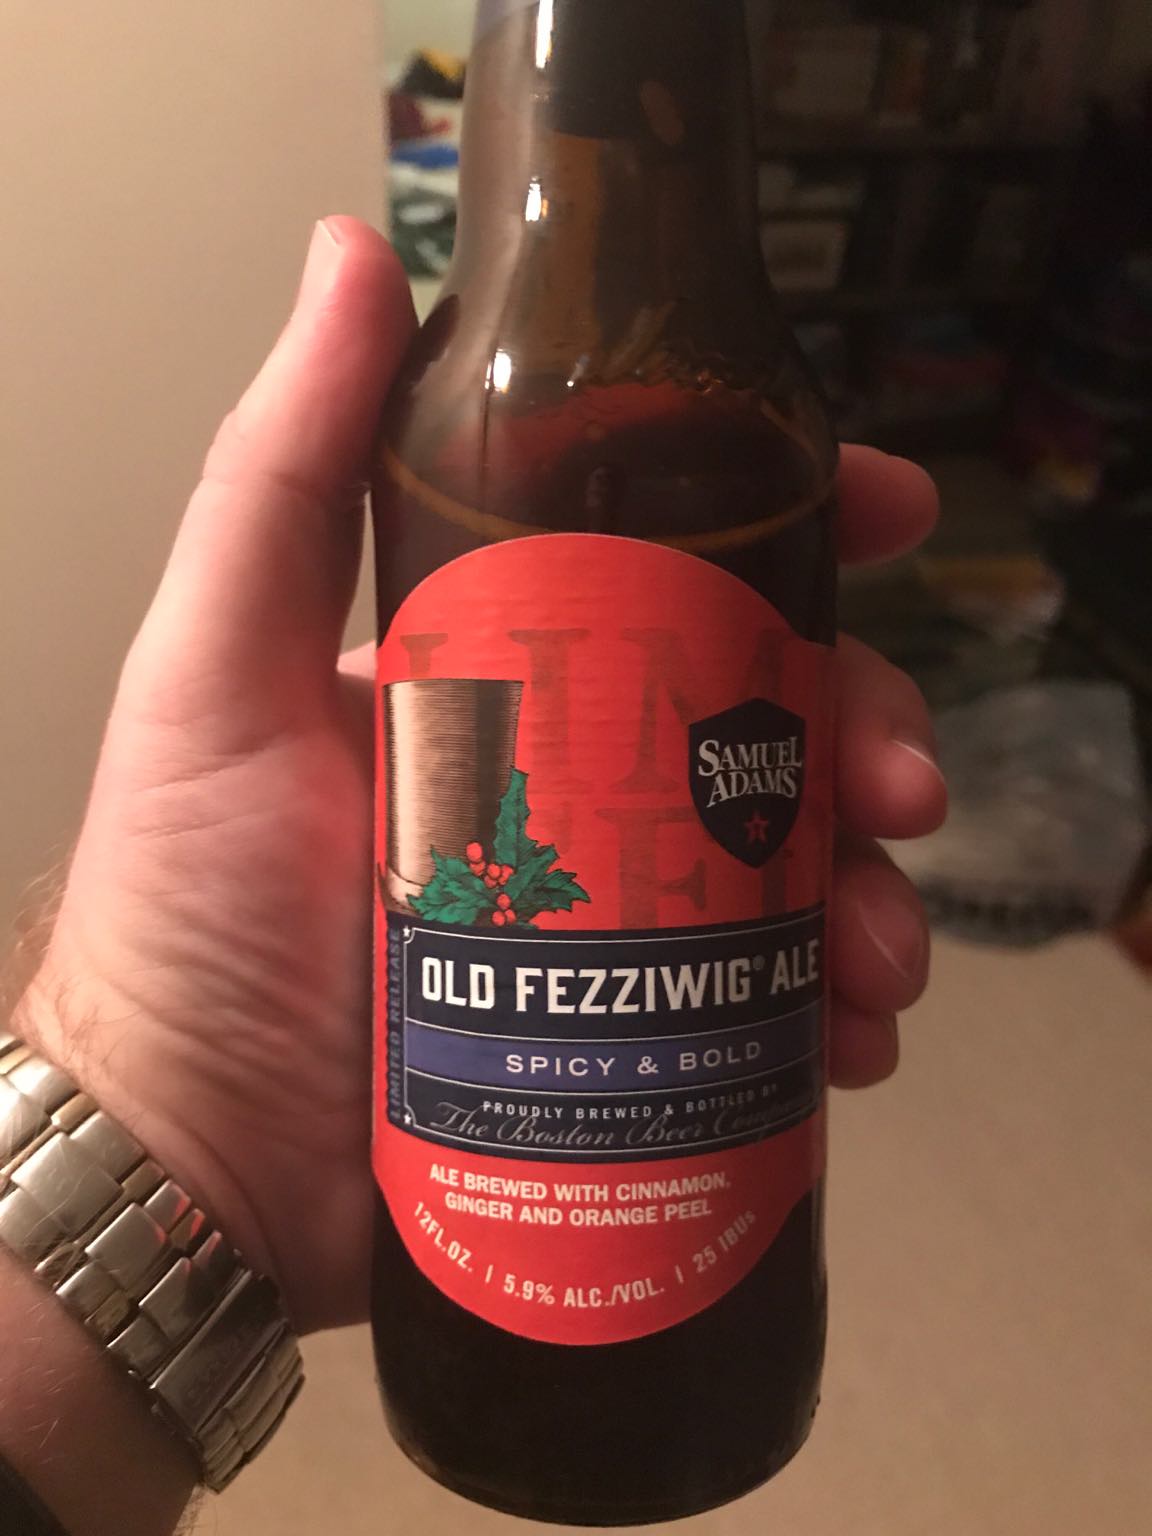 SAMUEL
ADAMS
LIMITED RELEASE
OLD FEZZIWIG® ALE
SPICY & BOLD
PROUDLY BREWED & BOTTLED BY
The Boston Beer Company
ALE BREWED WITH CINNAMON,
GINGER AND ORANGE PEEL
12FL.OZ. | 5.9% ALC./VOL. | 25 IBUs